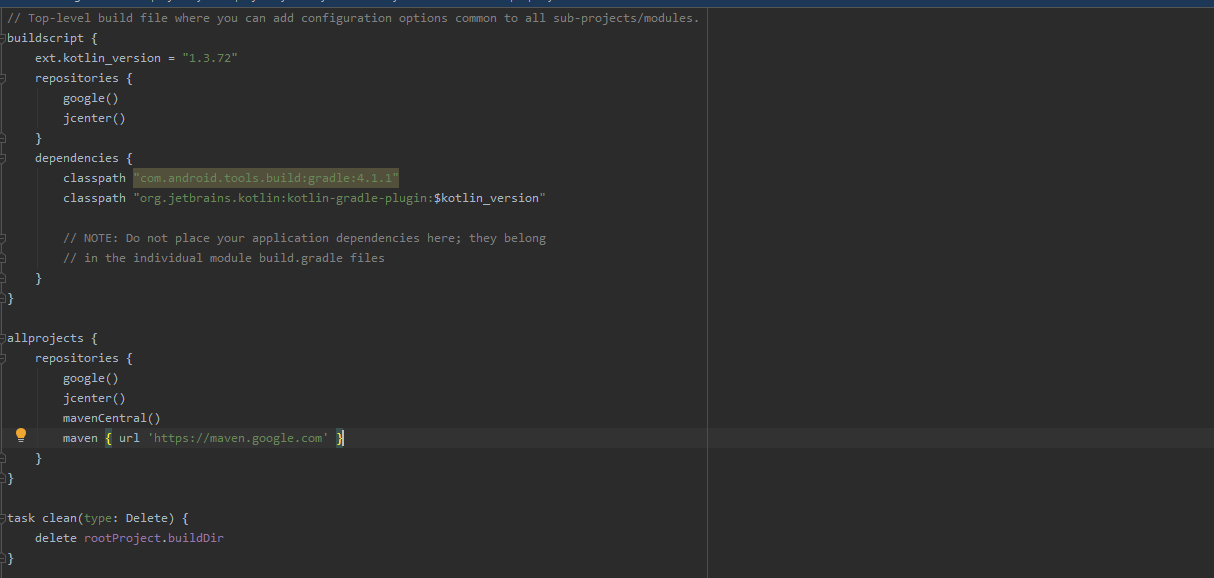 // Top-level build file where you can add configuration options common to all sub-projects/modules.
buildscript {
    ext.kotlin_version = "1.3.72"
    repositories {
        google()
        jcenter()
    }
    dependencies {
        classpath "com.android.tools.build:gradle:4.1.1"
        classpath "org.jetbrains.kotlin:kotlin-gradle-plugin:$kotlin_version"

        // NOTE: Do not place your application dependencies here; they belong
        // in the individual module build.gradle files
    }
}

allprojects {
    repositories {
        google()
        jcenter()
        mavenCentral()
        maven { url 'https://maven.google.com' }
    }
}

task clean(type: Delete) {
    delete rootProject.buildDir
}